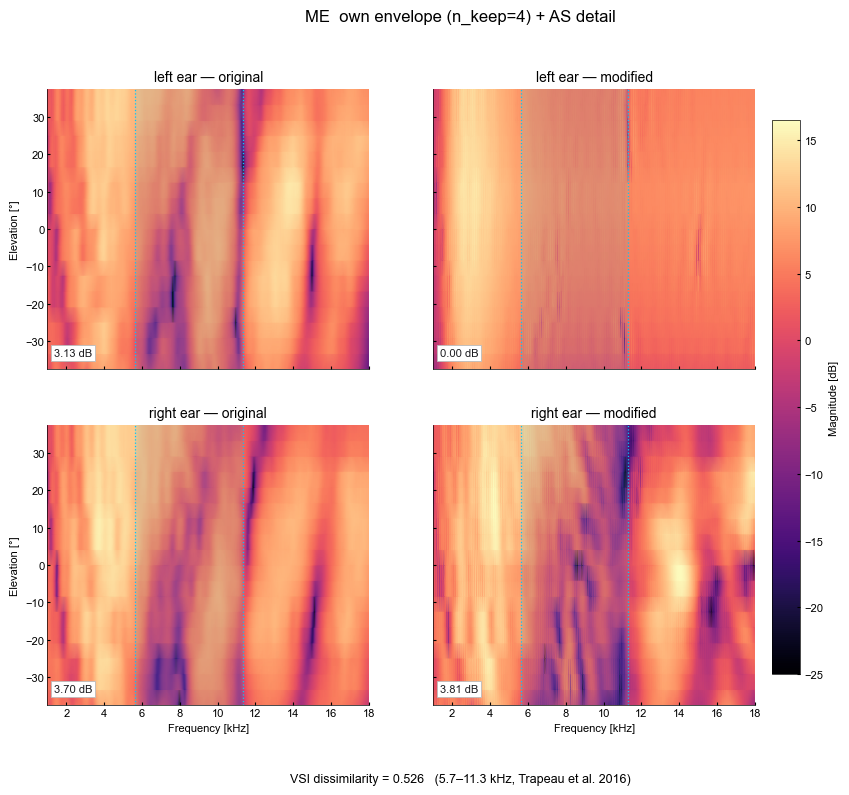 ME  own envelope (n_keep=4) + AS detail
left ear — original
left ear — modified
Elevation [°]
30
20
10
0
−10
−20
−30
3.13 dB
0.00 dB
15
10
5
0
−5
−10
−15
−20
−25
Magnitude [dB]
right ear — original
right ear — modified
Elevation [°]
30
20
10
0
−10
−20
−30
3.70 dB
3.81 dB
2 4 6 8 10 12 14 16 18
2 4 6 8 10 12 14 16 18
Frequency [kHz]
Frequency [kHz]
VSI dissimilarity = 0.526   (5.7–11.3 kHz, Trapeau et al. 2016)